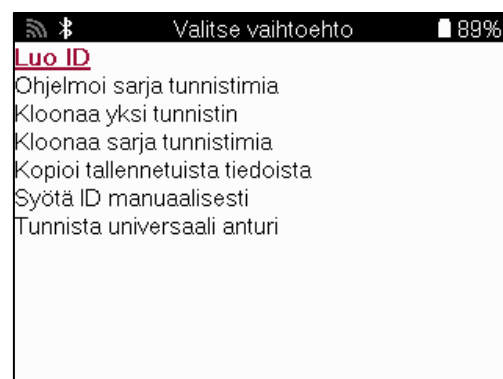 Valitse vaihtoehto 89%
Luo ID
Ohjelmoi sarja tunnistimia
Kloonaa yksi tunnistin
Kloonaa sarja tunnistimia
Kopioi tallennetuista tiedoista
Syötä ID manuaalisesti
Tunnista universaali anturi